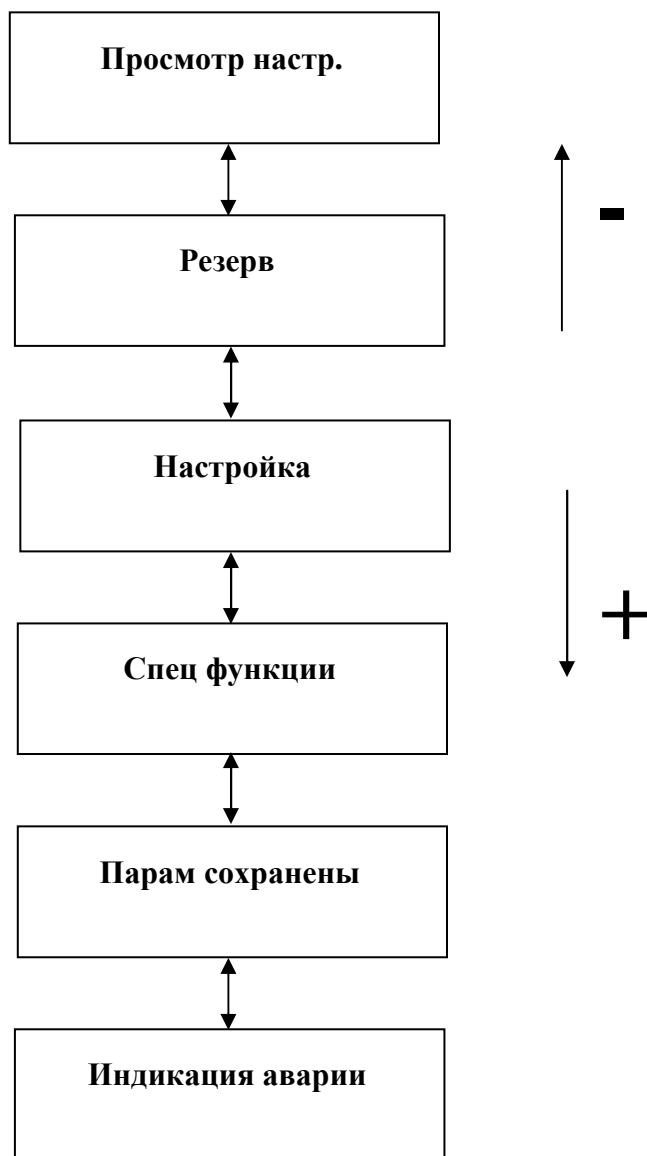 Просмотр настр.
-
Резерв
Настройка
+
Спец функции
Парам сохранены
Индикация аварии